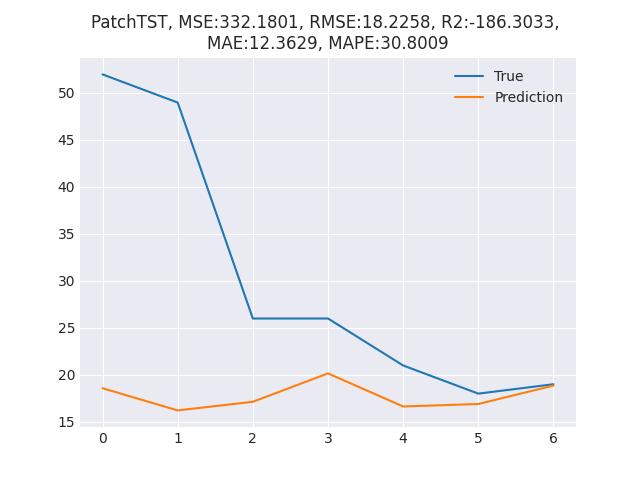 PatchTST, MSE:332.1801, RMSE:18.2258, R2:-186.3033,
MAE:12.3629, MAPE:30.8009
True
Prediction
50
45
40
35
30
25
20
15
0 1 2 3 4 5 6